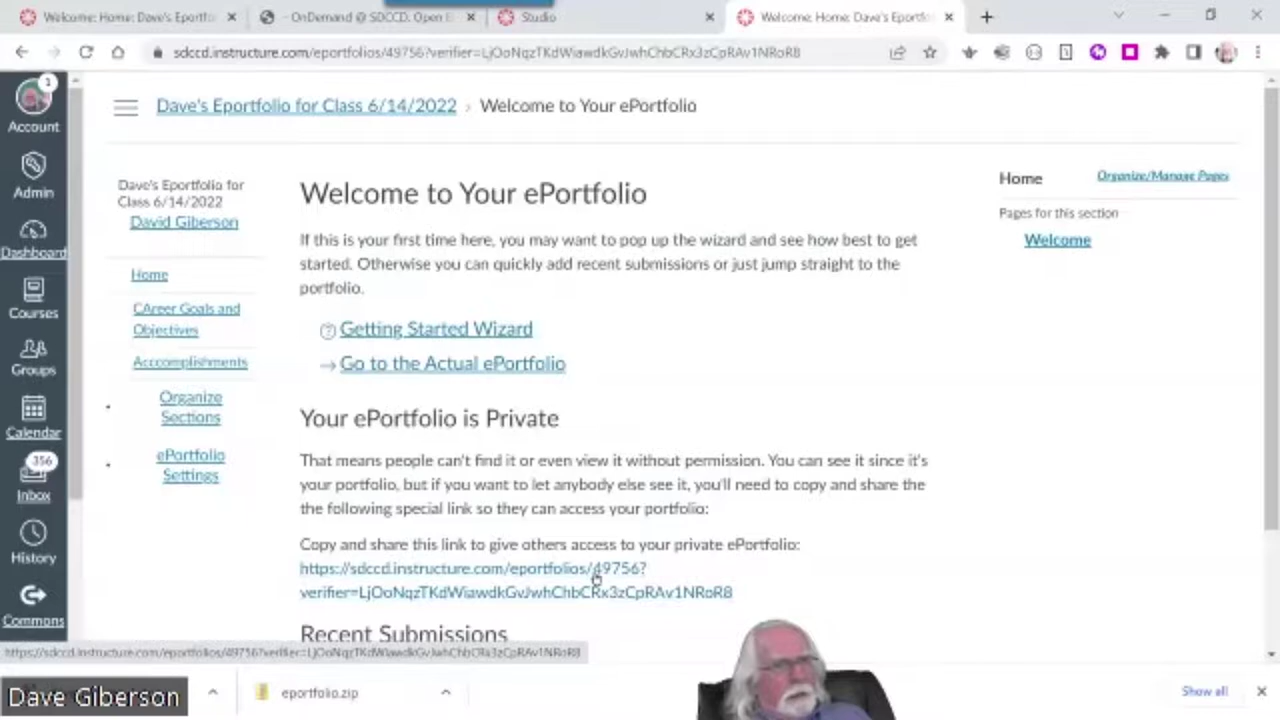 Welcome: Home: Dave's Eportfo
- OnDemand @ SDCCD. Open E
Studio
Welcome: Home: Dave's Eportfo
sdccd.instructure.com/eportfolios/49756?verifier=LjOoNqzTKdWiawdkGvJwhChbCRx3zCpRAv1NRoR8
1
Account
Admin
Dashboard
Courses
Groups
Calendar
356
Inbox
History
Commons
Dave's Eportfolio for Class 6/14/2022 › Welcome to Your ePortfolio
Dave's Eportfolio for
Class 6/14/2022
David Giberson
Home
CAreer Goals and
Objectives
Acccomplishments
Organize
Sections
ePortfolio
Settings
Welcome to Your ePortfolio
If this is your first time here, you may want to pop up the wizard and see how best to get
started. Otherwise you can quickly add recent submissions or just jump straight to the
portfolio.
Getting Started Wizard
Go to the Actual ePortfolio
Your ePortfolio is Private
That means people can't find it or even view it without permission. You can see it since it's
your portfolio, but if you want to let anybody else see it, you'll need to copy and share the
the following special link so they can access your portfolio:
Copy and share this link to give others access to your private ePortfolio:
https://sdccd.instructure.com/eportfolios/49756?
verifier=LjOoNqzTKdWiawdkGvJwhChbCRx3zCpRAv1NRoR8
Recent Submissions
Home
Organize/Manage Pages
Pages for this section
Welcome
https://sdccd.instructure.com/eportfolios/49756?verifier=LjOoNqzTKdWiawdkGvJwhChbCRx3zCpRAv1NRoR8
Dave Giberson
eportfolio.zip
Show all